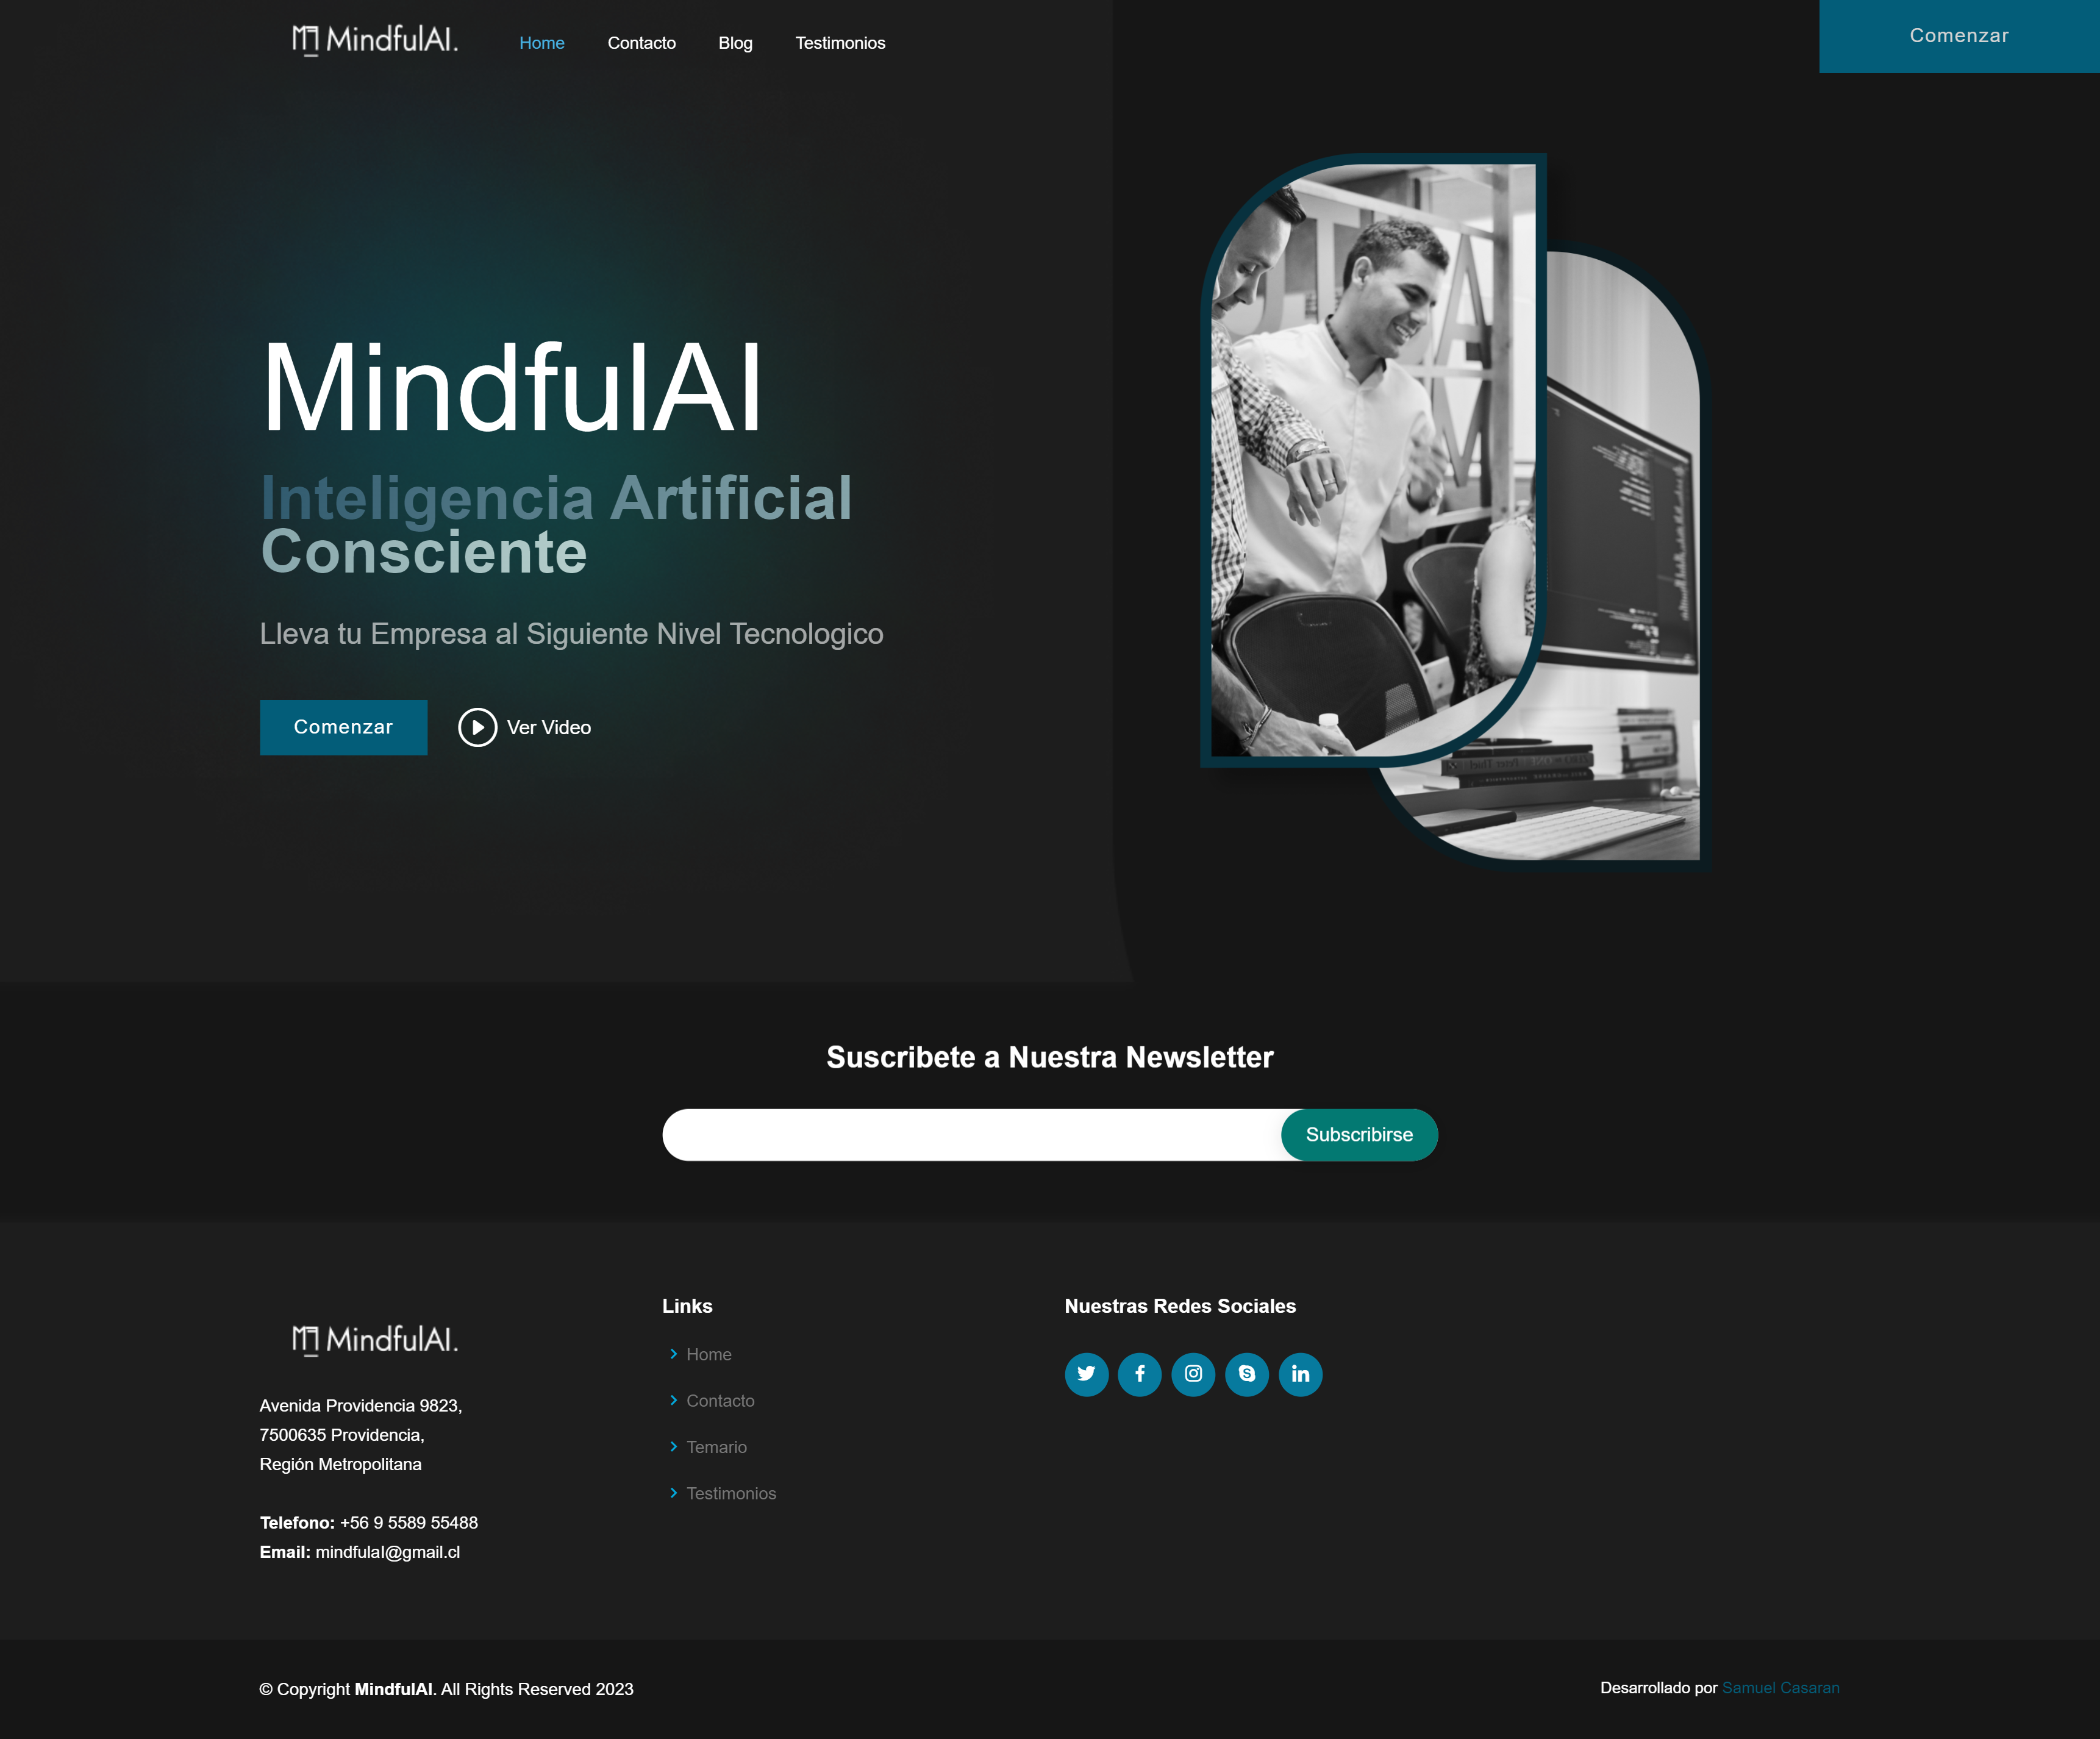 MindfulAI.
Home
Contacto
Blog
Testimonios
Comenzar
MindfulAI
Inteligencia Artificial
Consciente
Lleva tu Empresa al Siguiente Nivel Tecnologico
Comenzar
Ver Video
Suscribete a Nuestra Newsletter
Subscribirse
MindfulAI.
Avenida Providencia 9823,
7500635 Providencia,
Región Metropolitana
Telefono: +56 9 5589 55488
Email: mindfulaI@gmail.cl
Links
Home
Contacto
Temario
Testimonios
Nuestras Redes Sociales
© Copyright MindfulAI. All Rights Reserved 2023
Desarrollado por Samuel Casaran